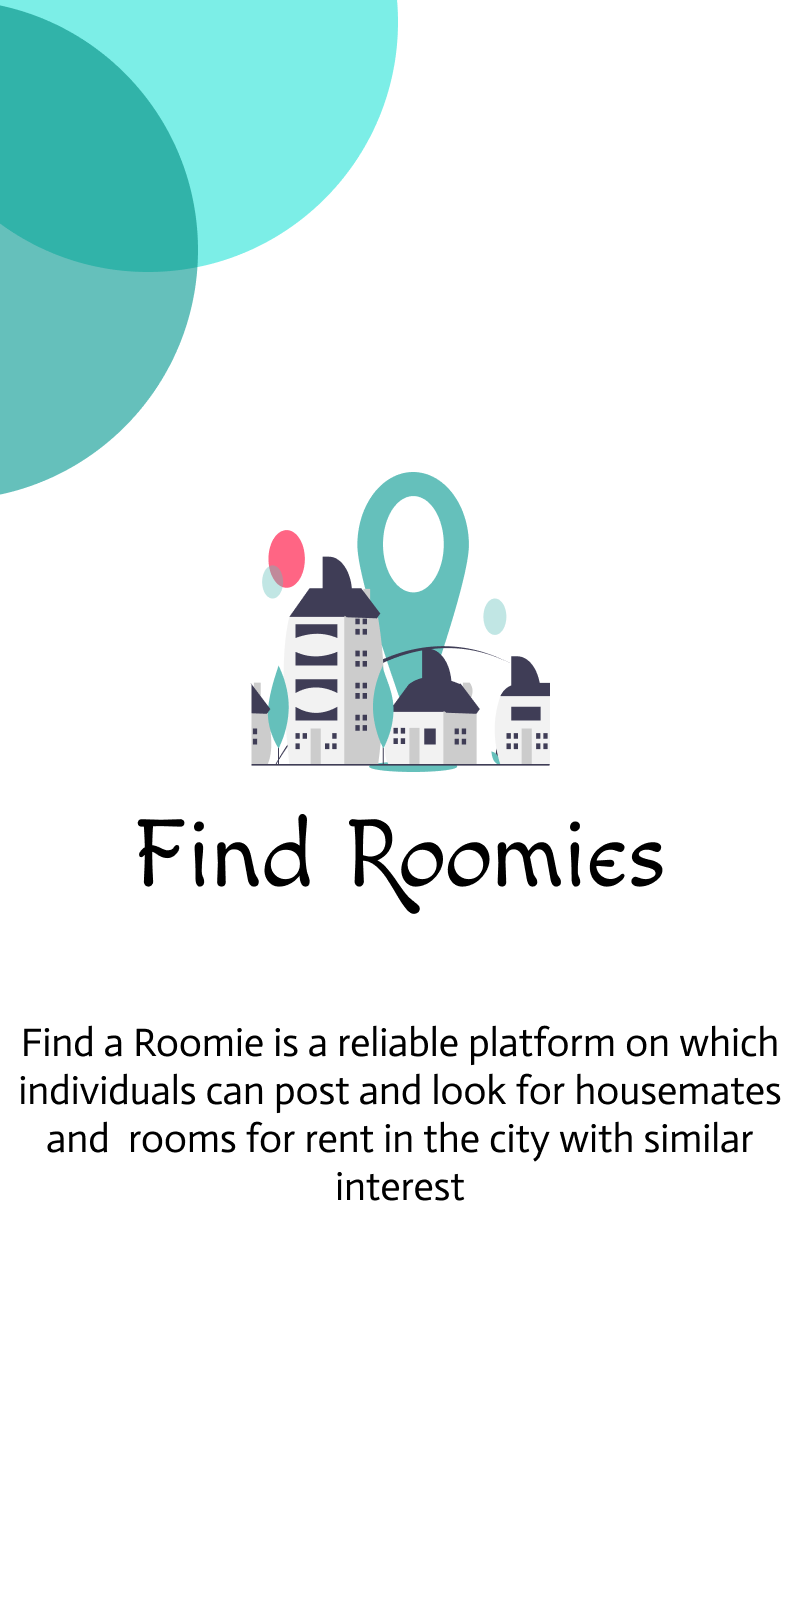 Find Roomies
Find a Roomie is a reliable platform on which
individuals can post and look for housemates
and  rooms for rent in the city with similar
interest